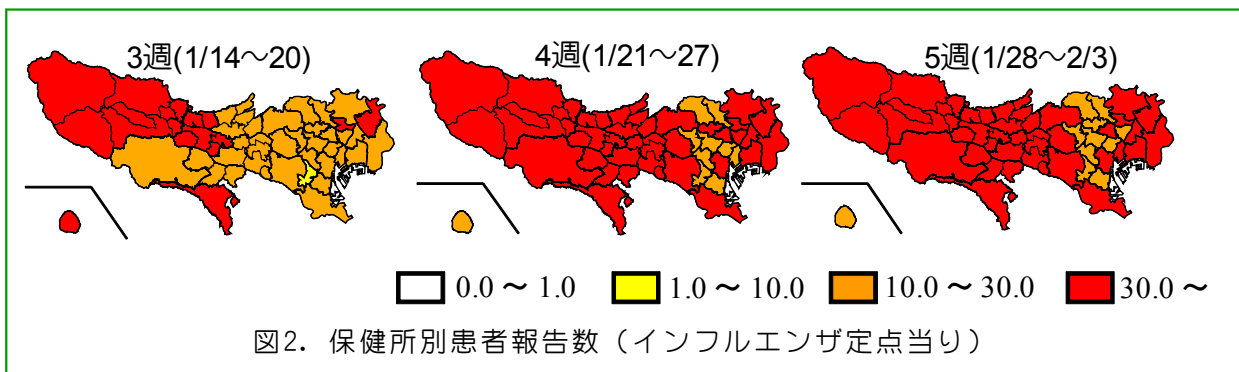 3週(1/14～20)
4週(1/21～27)
5週(1/28～2/3)
0.0 ～ 1.0
1.0 ～ 10.0
10.0 ～ 30.0
30.0 ～
図2. 保健所別患者報告数（インフルエンザ定点当り）